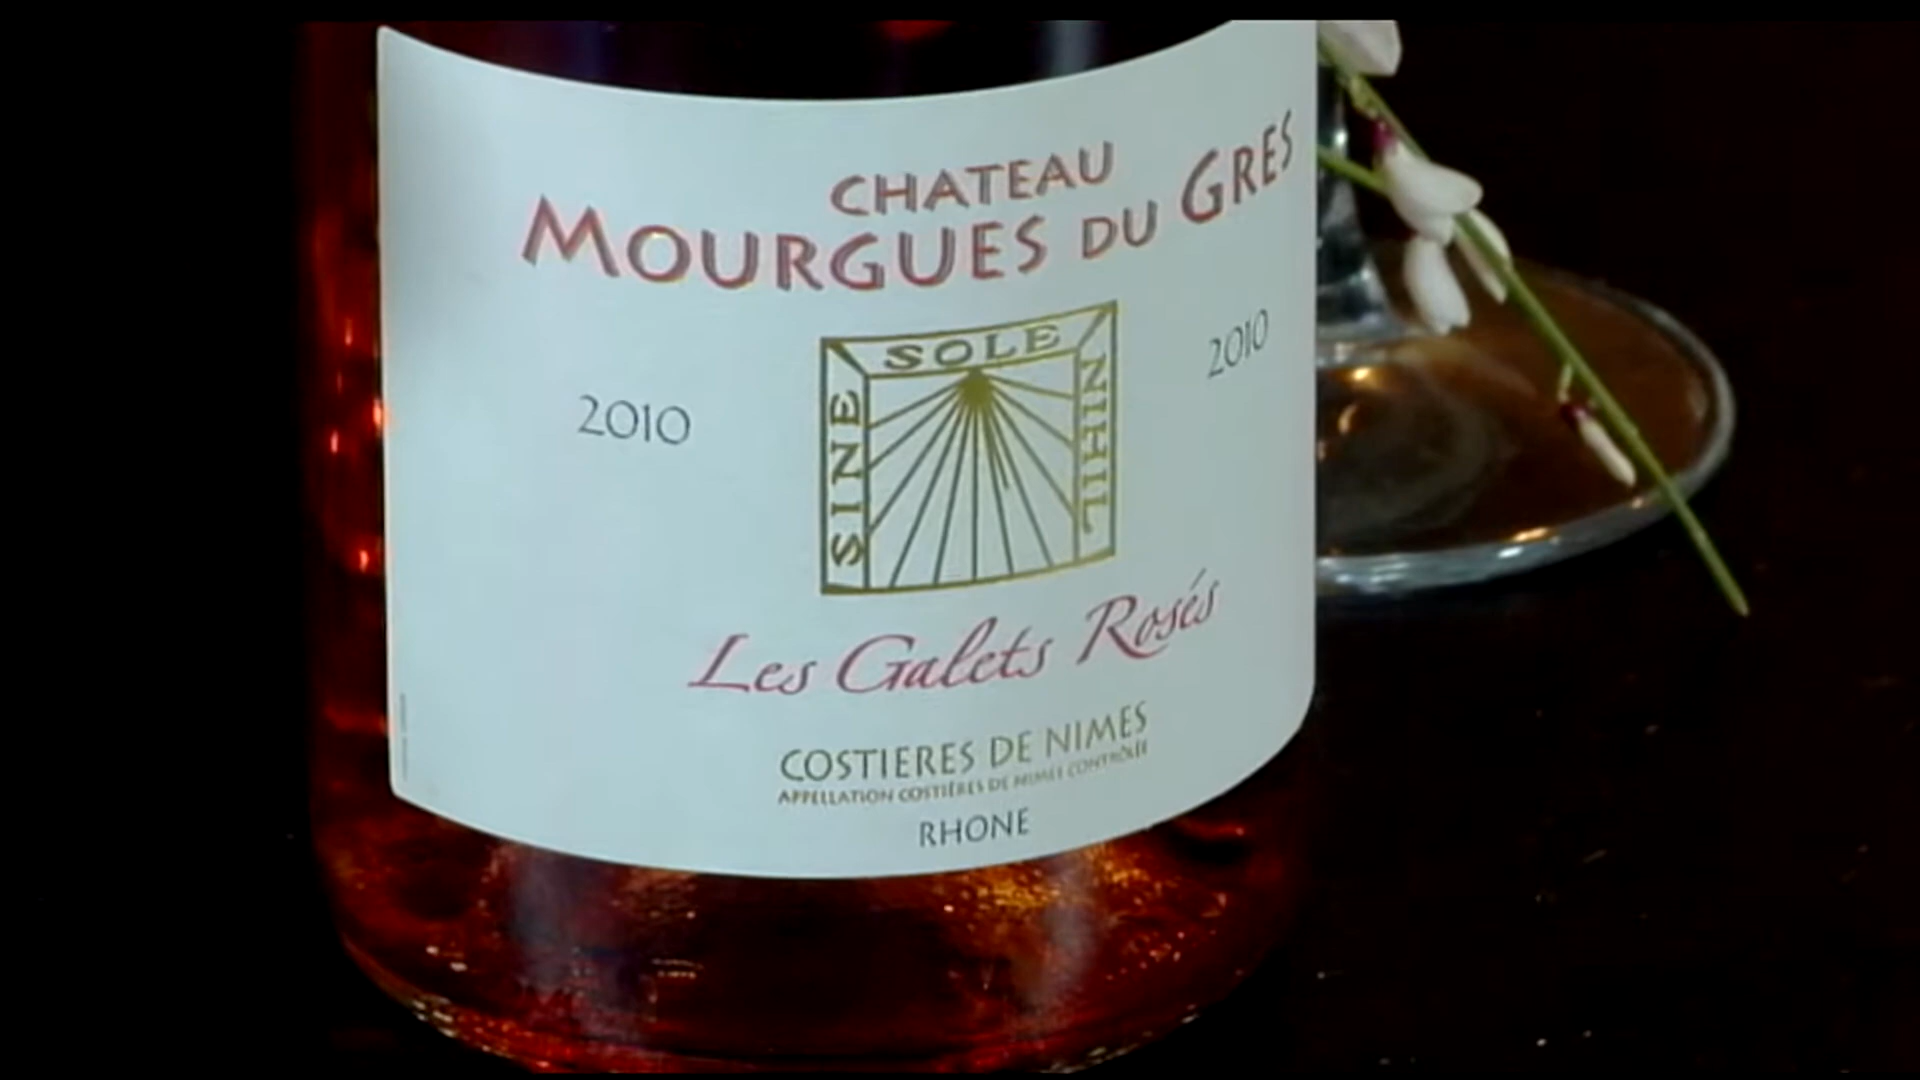 CHATEAU
MOURGUES DU GRES
2010
SINE SOLE NIHIL
2010
Les Galets Rosés
COSTIERES DE NIMES
APPELLATION COSTIÈRES DE NIMES CONTRÔLÉE
RHONE